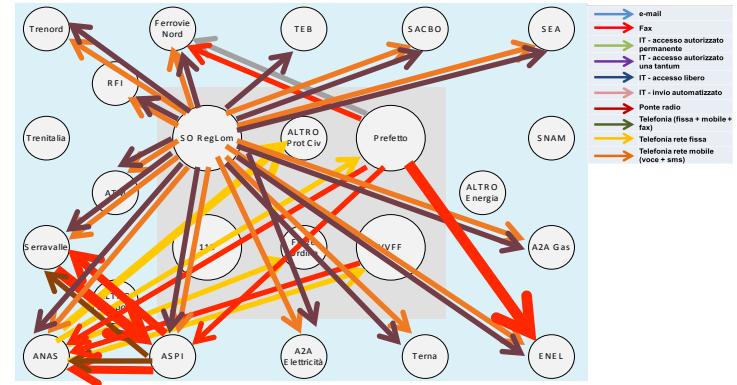 Trenord
Ferrovie
Nord
TEB
SACBO
SEA
RFI
Trenitalia
SO RegLom
ALTRO
Prot Civ
Prefetto
SNAM
ALTRO
Energia
Serravalle
A2A Gas
ANAS
ASPI
A2A
Elettricità
Terna
ENEL
e-mail
Fax
IT - accesso autorizzato
permanente
IT - accesso autorizzato
una tantum
IT - accesso libero
IT - invio automatizzato
Ponte radio
Telefonia (fissa + mobile +
fax)
Telefonia rete fissa
Telefonia rete mobile
(voce + sms)